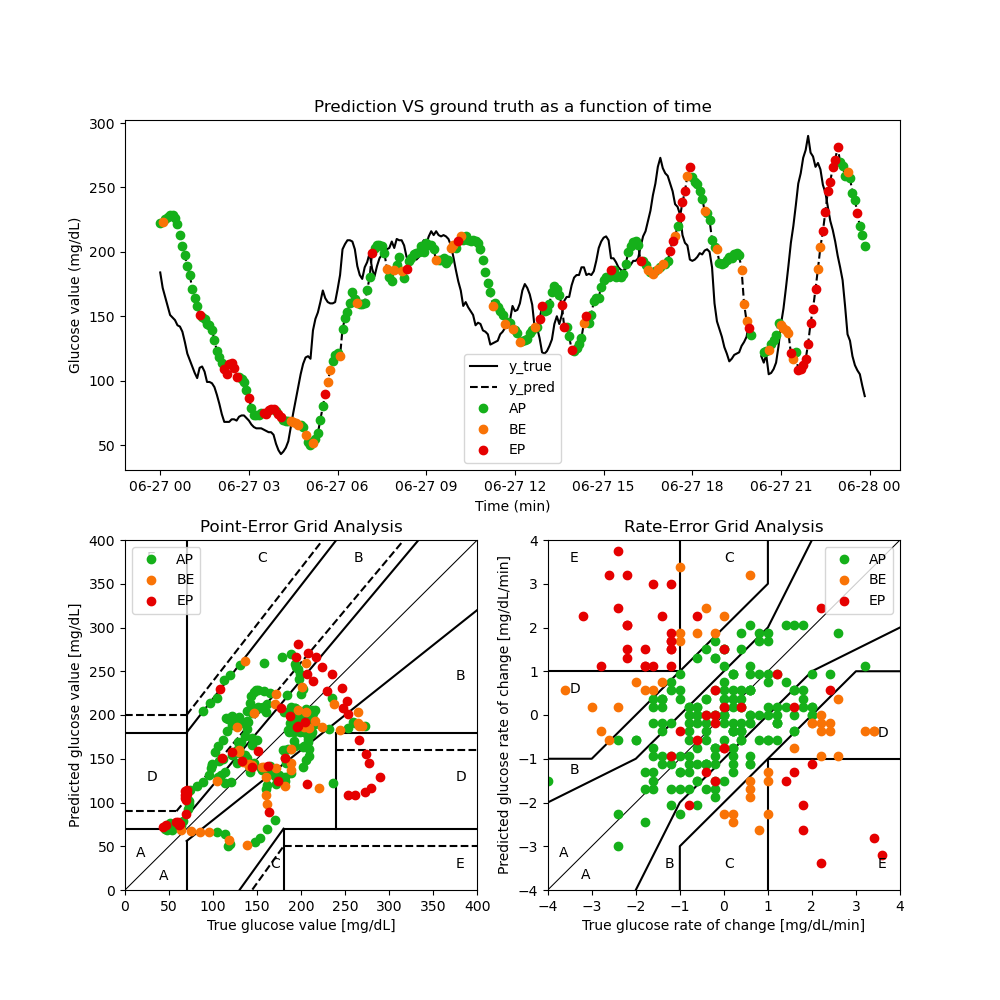 Prediction VS ground truth as a function of time
Glucose value (mg/dL)
300
250
200
150
100
50
y_true
y_pred
AP
BE
EP
06-27 00 06-27 03 06-27 06 06-27 09 06-27 12 06-27 15 06-27 18 06-27 21 06-28 00
Time (min)
Point-Error Grid Analysis
Predicted glucose value [mg/dL]
400
350
300
250
200
150
100
50
0
AP
BE
EP
C
B
B
D
D
A
A
C
E
0 50 100 150 200 250 300 350 400
True glucose value [mg/dL]
Rate-Error Grid Analysis
Predicted glucose rate of change [mg/dL/min]
4
3
2
1
0
−1
−2
−3
−4
E
C
AP
BE
EP
D
D
B
A
A
B
C
E
−4 −3 −2 −1 0 1 2 3 4
True glucose rate of change [mg/dL/min]